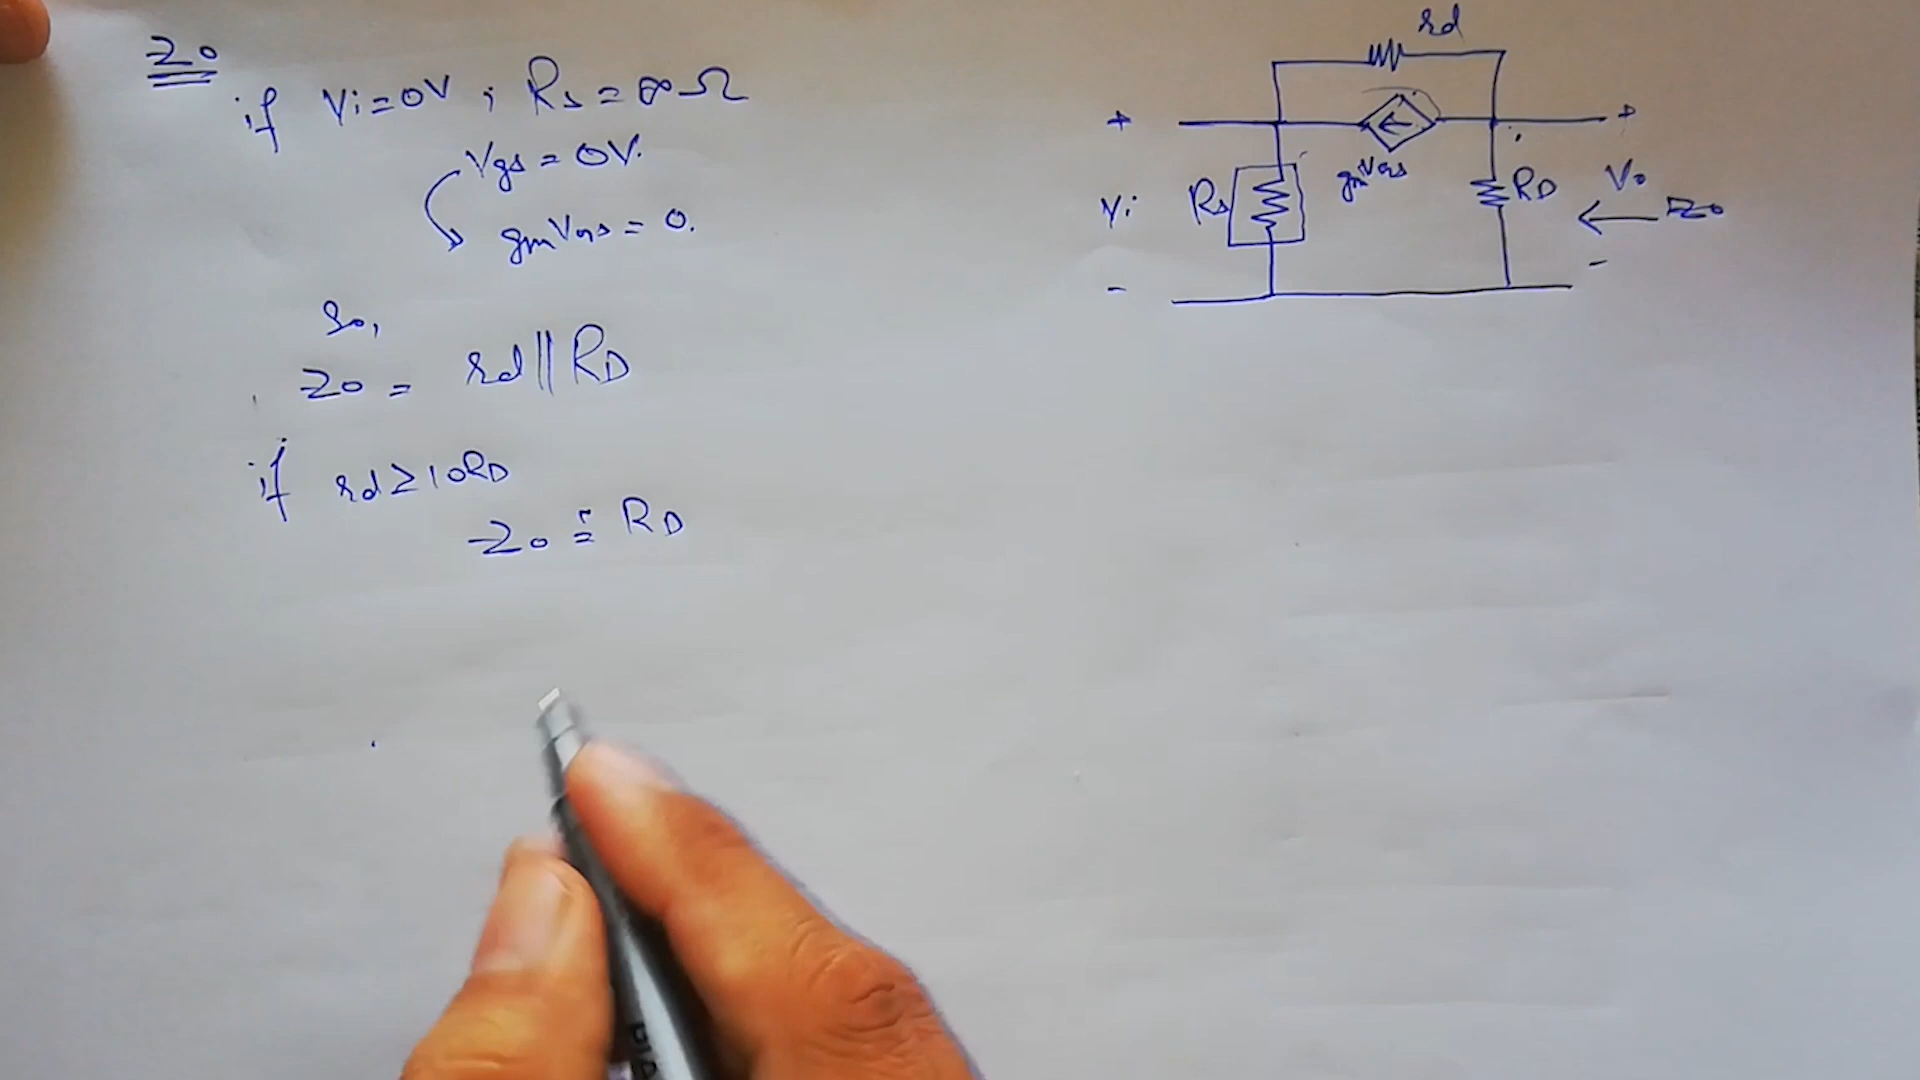 Zo
if Vi=0V ; Rs = ∞ Ω
Vgs = 0V.
gmVgs = 0.
So,
Zo = rd || RD
if rd ≥ 10RD
Zo ≅ RD
rd
+ +
gmVgs
Vi Rs RD Vo
Zo
- -